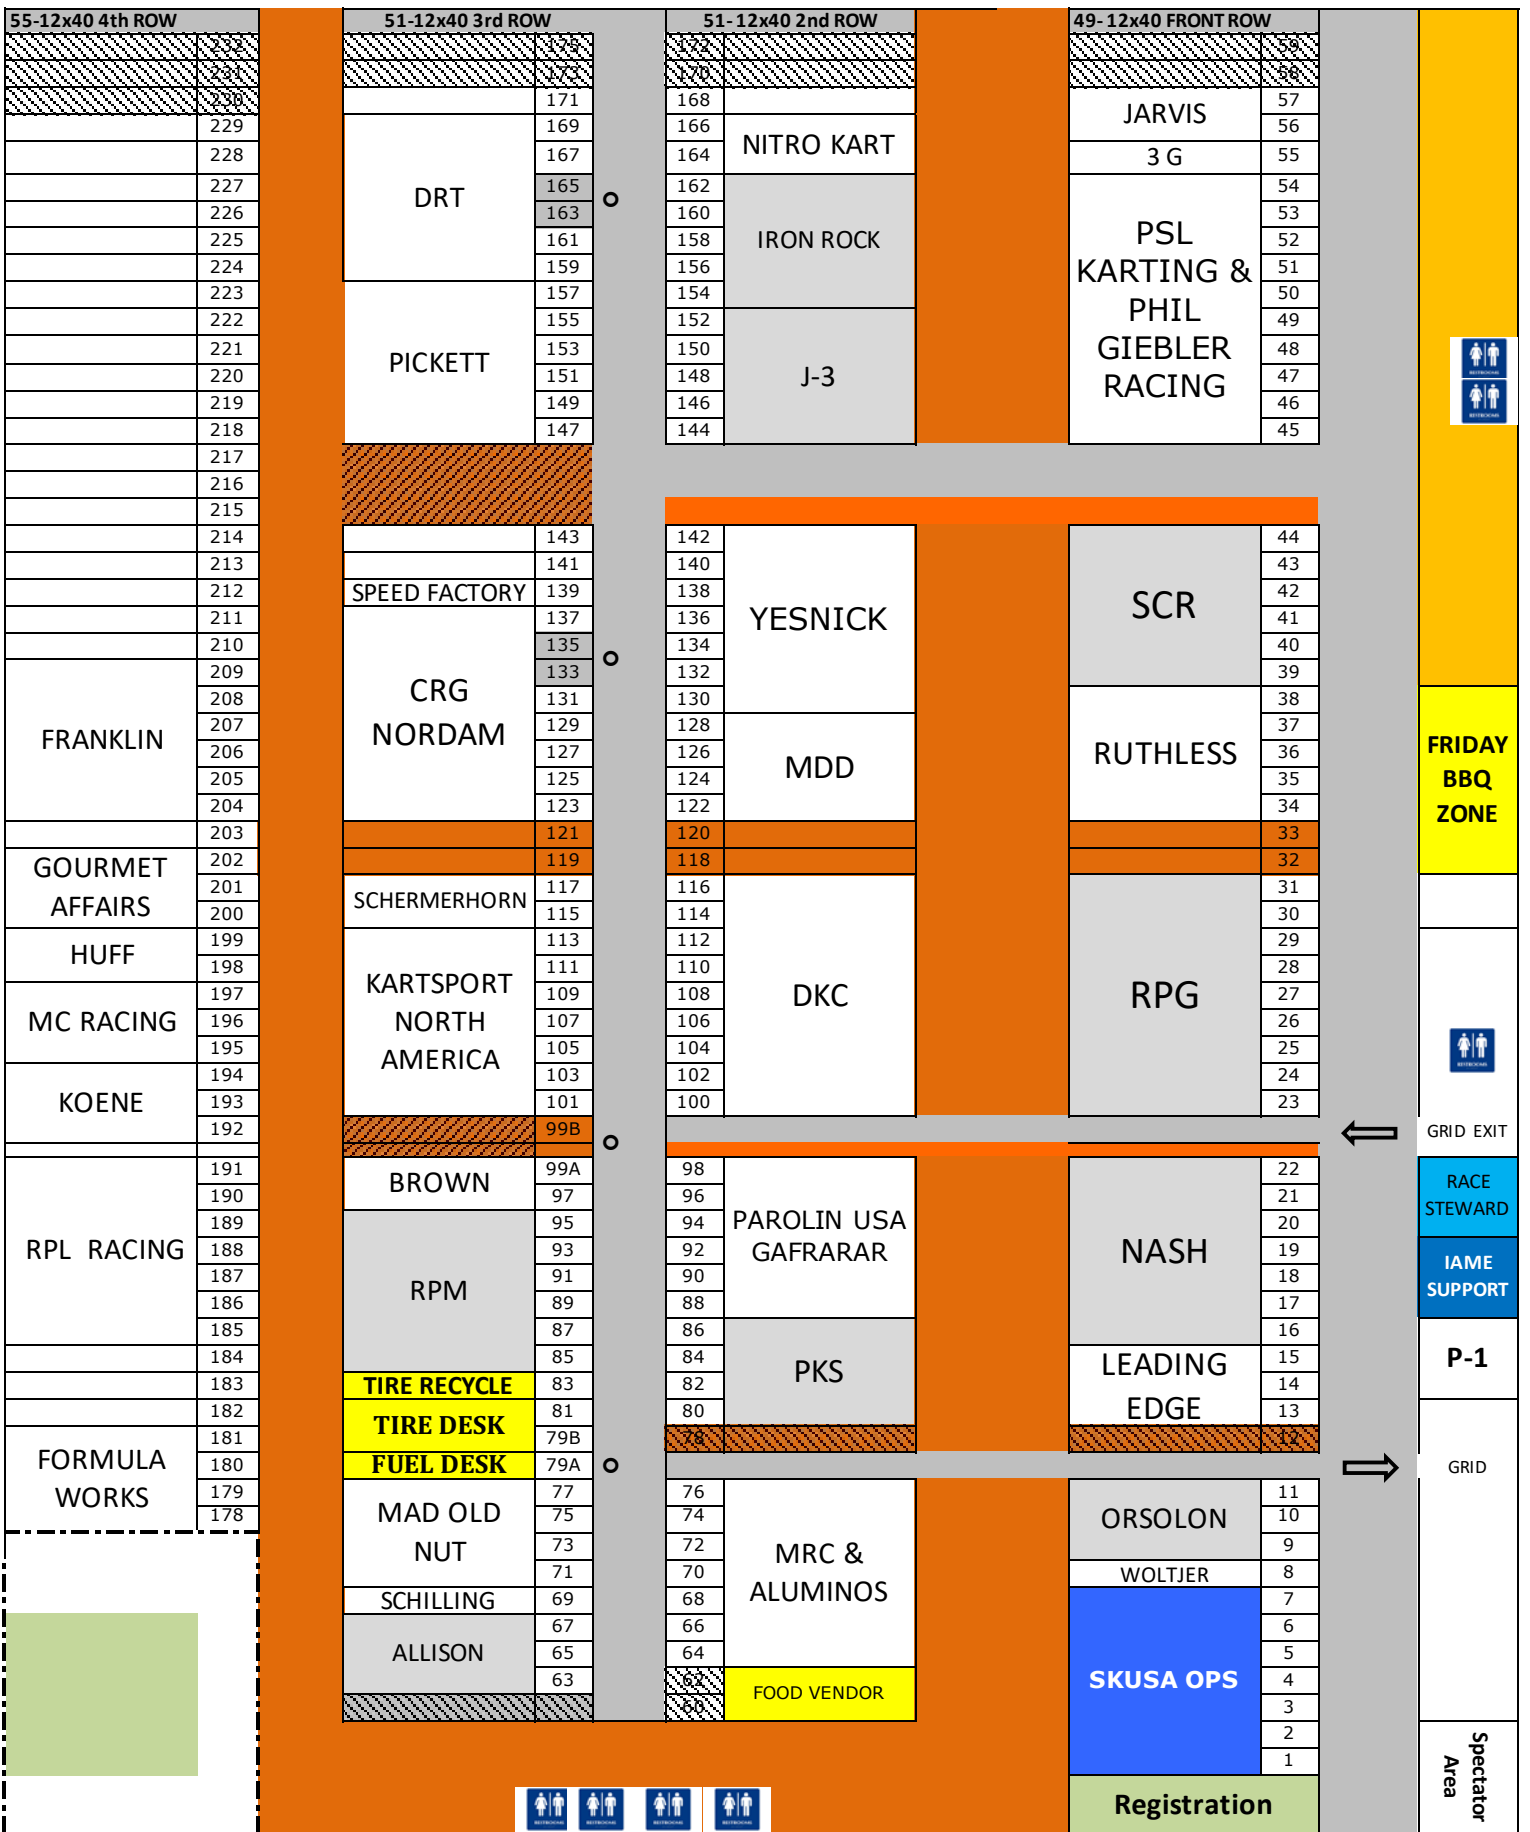 55-12x40 4th ROW
232
231
230
229
228
227
226
225
224
223
222
221
220
219
218
217
216
215
214
213
212
211
210
209
208
FRANKLIN
207
206
205
204
203
GOURMET
AFFAIRS
202
201
200
HUFF
199
198
MC RACING
197
196
195
KOENE
194
193
192
RPL RACING
191
190
189
188
187
186
185
184
183
182
FORMULA
WORKS
181
180
179
178
51-12x40 3rd ROW
175
173
171
DRT
169
167
165
163
161
159
PICKETT
157
155
153
151
149
147
143
141
SPEED FACTORY 139
CRG
NORDAM
137
135
133
131
129
127
125
123
121
119
SCHERMERHORN
117
115
KARTSPORT
NORTH
AMERICA
113
111
109
107
105
103
101
99B
BROWN
99A
97
RPM
95
93
91
89
87
85
TIRE RECYCLE 83
TIRE DESK
81
79B
FUEL DESK 79A
MAD OLD
NUT
77
75
73
71
SCHILLING 69
ALLISON
67
65
63
51-12x40 2nd ROW
172
170
168
166
164
NITRO KART
162
160
158
156
154
IRON ROCK
152
150
148
146
144
J-3
142
140
138
136
134
132
130
YESNICK
128
126
124
122
MDD
120
118
116
114
112
110
108
106
104
102
100
DKC
98
96
94
92
90
88
PAROLIN USA
GAFRARAR
86
84
82
80
PKS
78
76
74
72
70
68
66
64
MRC &
ALUMINOS
62
60
FOOD VENDOR
49-12x40 FRONT ROW
59
58
JARVIS
57
56
3 G 55
PSL
KARTING &
PHIL
GIEBLER
RACING
54
53
52
51
50
49
48
47
46
45
SCR
44
43
42
41
40
39
RUTHLESS
38
37
36
35
34
33
32
RPG
31
30
29
28
27
26
25
24
23
NASH
22
21
20
19
18
17
16
LEADING
EDGE
15
14
13
12
ORSOLON
11
10
9
WOLTJER 8
SKUSA OPS
7
6
5
4
3
2
1
Registration
RESTROOMS
RESTROOMS
FRIDAY
BBQ
ZONE
RESTROOMS
GRID EXIT
RACE
STEWARD
IAME
SUPPORT
P-1
GRID
Spectator
Area
RESTROOMS
RESTROOMS
RESTROOMS
RESTROOMS